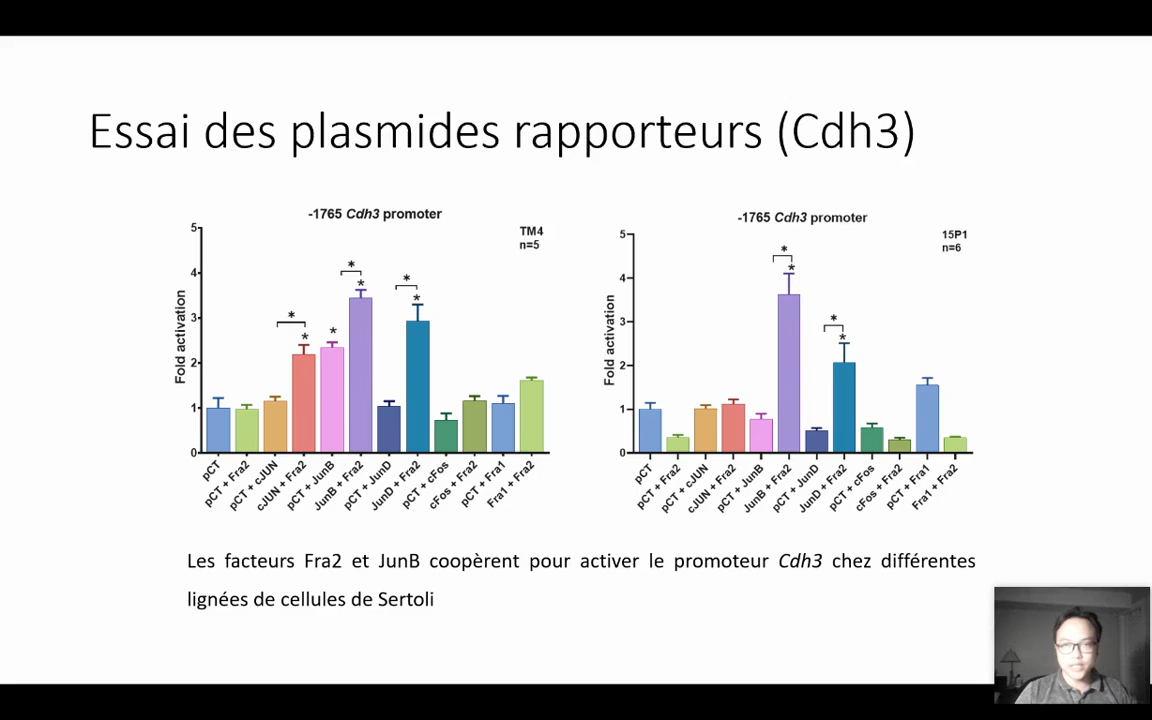 Essai des plasmides rapporteurs (Cdh3)
-1765 Cdh3 promoter
TM4
n=5
Fold activation
5
4
3
2
1
0
*
*
*
*
*
*
*
pCT
pCT + Fra2
pCT + cJUN
cJUN + Fra2
pCT + JunB
JunB + Fra2
pCT + JunD
JunD + Fra2
pCT + cFos
cFos + Fra2
pCT + Fra1
Fra1 + Fra2
-1765 Cdh3 promoter
15P1
n=6
Fold activation
5
4
3
2
1
0
*
*
*
*
pCT
pCT + Fra2
pCT + cJUN
cJUN + Fra2
pCT + JunB
JunB + Fra2
pCT + JunD
JunD + Fra2
pCT + cFos
cFos + Fra2
pCT + Fra1
Fra1 + Fra2
Les facteurs Fra2 et JunB coopèrent pour activer le promoteur Cdh3 chez différentes
lignées de cellules de Sertoli